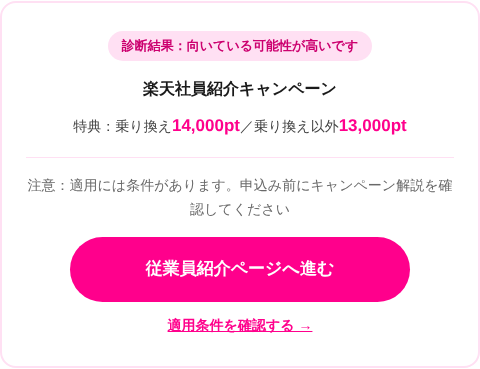 診断結果：向いている可能性が高いです
楽天社員紹介キャンペーン
特典：乗り換え14,000pt／乗り換え以外13,000pt
注意：適用には条件があります。申込み前にキャンペーン解説を確
認してください
従業員紹介ページへ進む
適用条件を確認する →